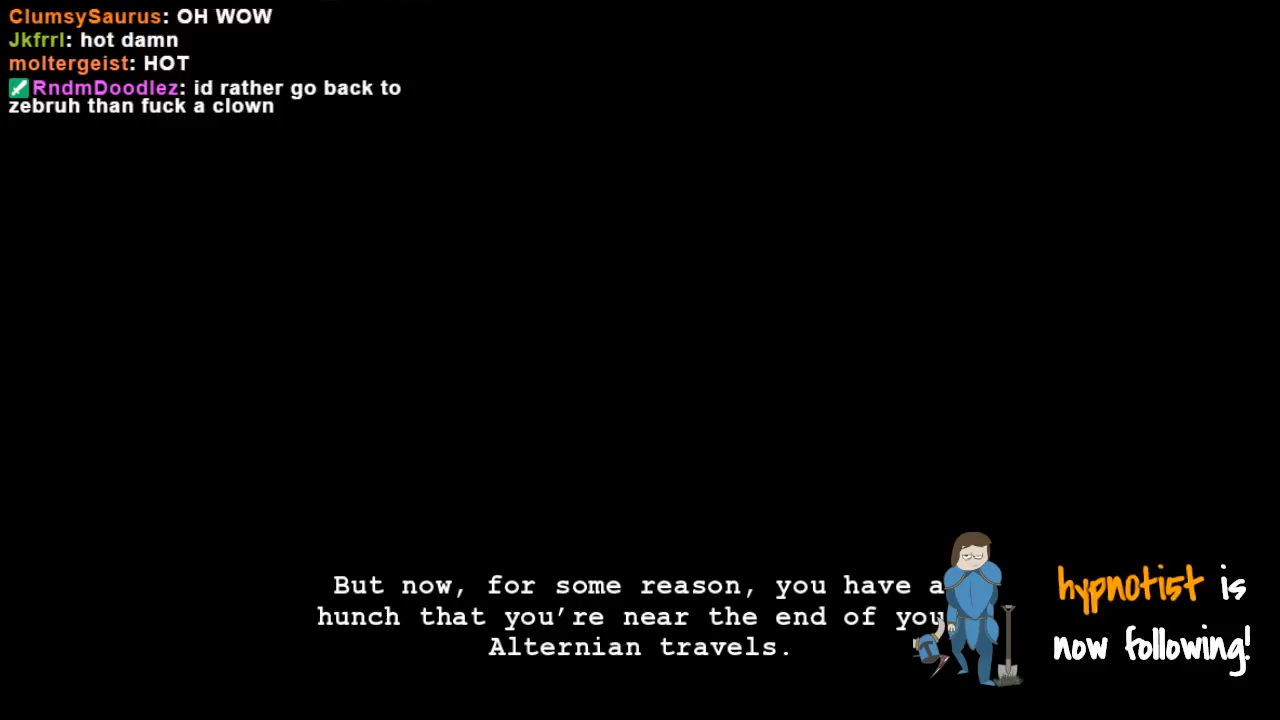 ClumsySaurus: OH WOW
Jkfrrl: hot damn
moltergeist: HOT
RndmDoodlez: id rather go back to
zebruh than fuck a clown
But now, for some reason, you have a
hunch that you’re near the end of you
Alternian travels.
hypnotist is
now following!